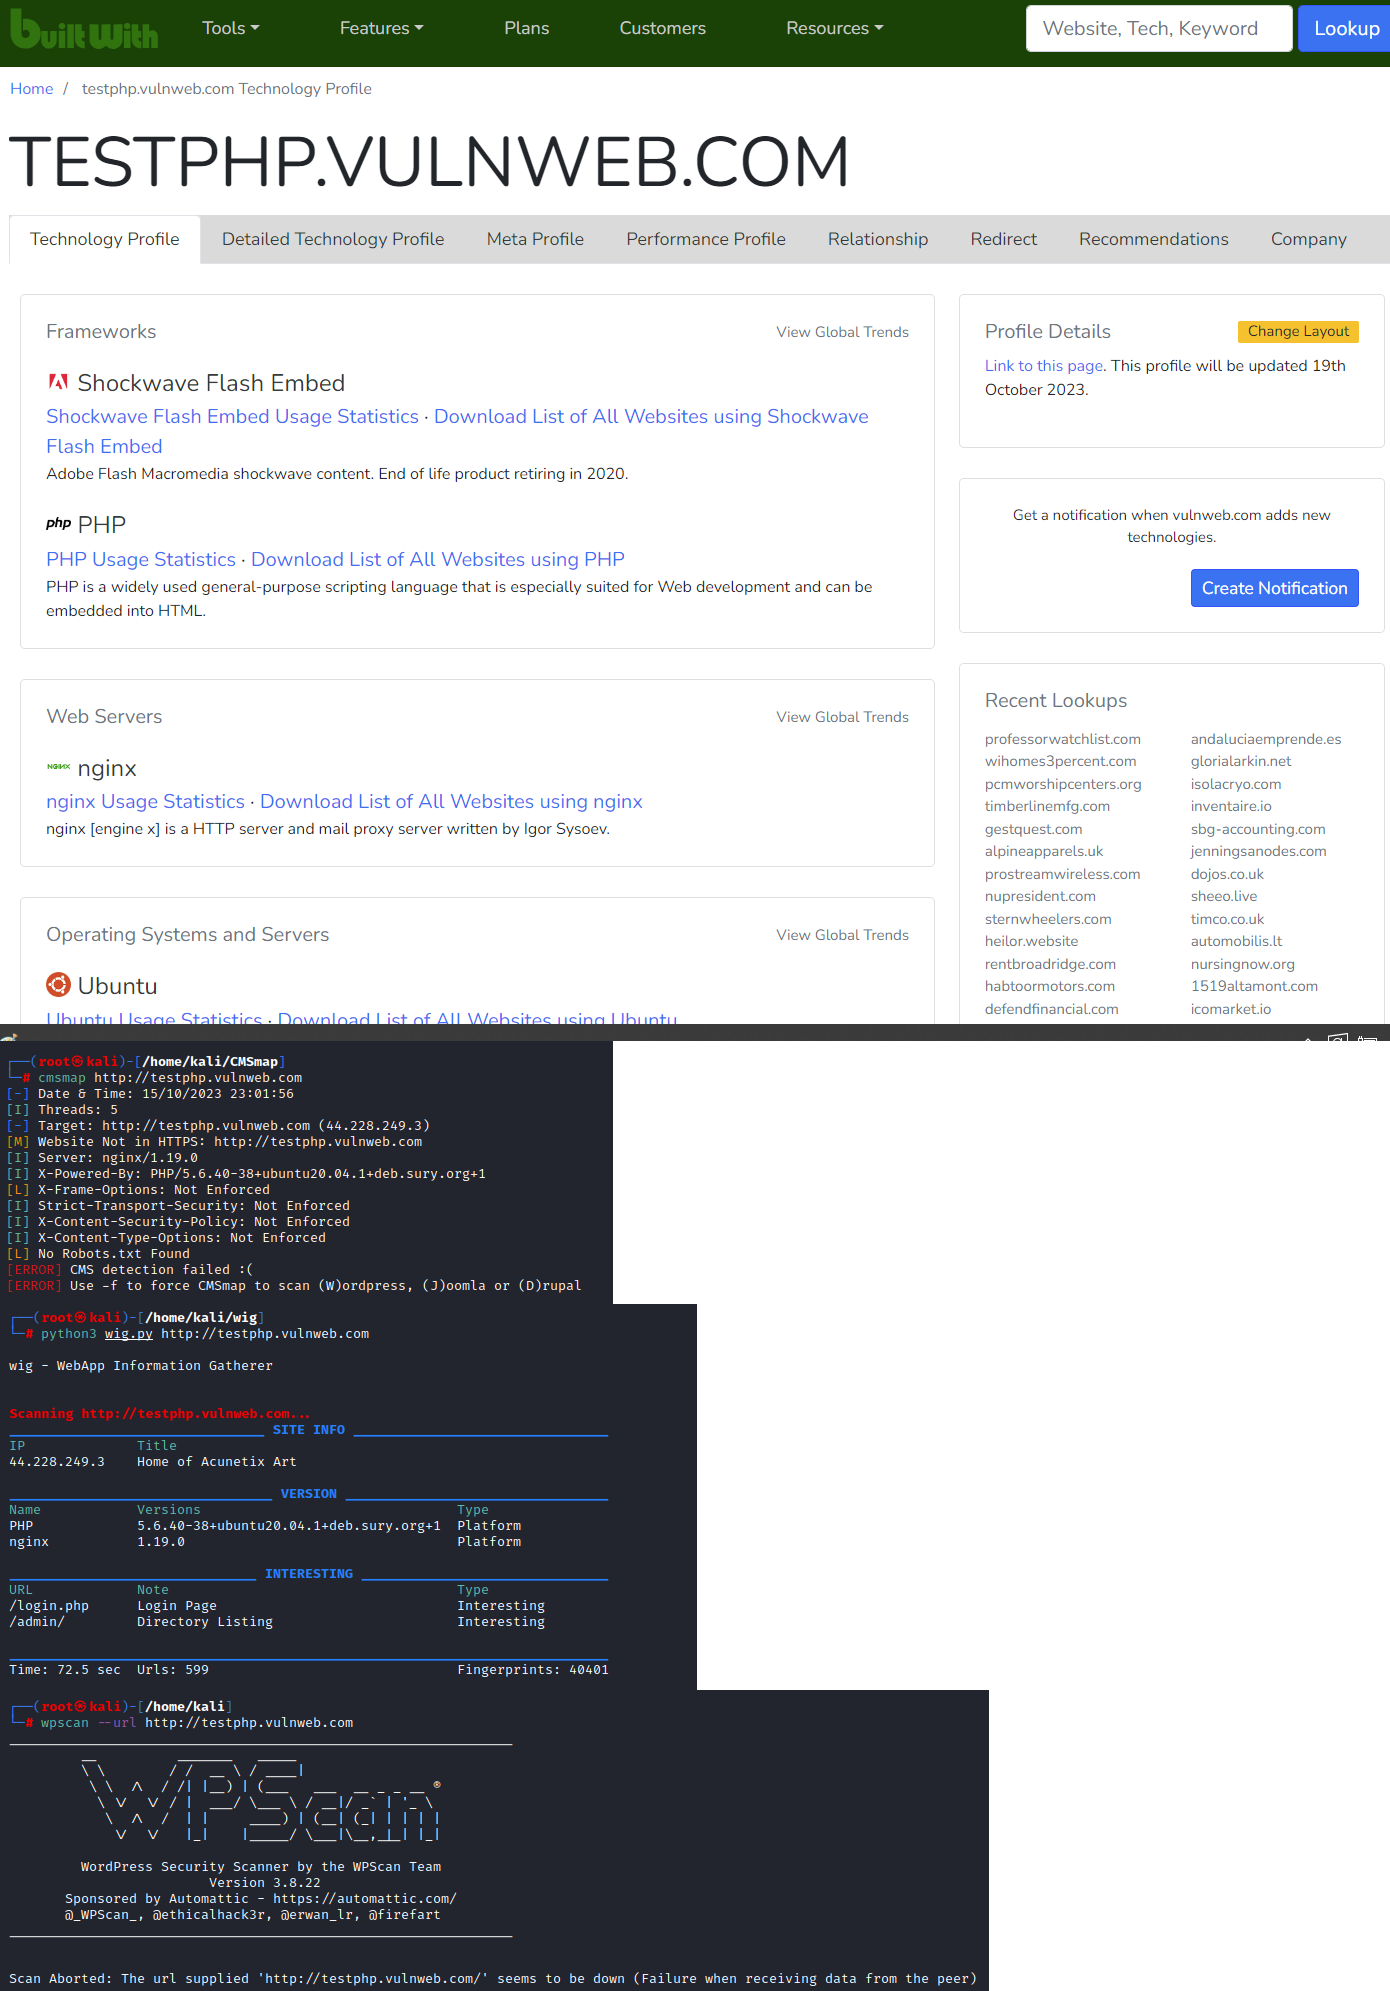 Built With
Tools
Features
Plans
Customers
Resources
Website, Tech, Keyword
Lookup
Home / testphp.vulnweb.com Technology Profile
TESTPHP.VULNWEB.COM
Technology Profile
Detailed Technology Profile
Meta Profile
Performance Profile
Relationship
Redirect
Recommendations
Company
Frameworks
View Global Trends
Shockwave Flash Embed
Shockwave Flash Embed Usage Statistics · Download List of All Websites using Shockwave
Flash Embed
Adobe Flash Macromedia shockwave content. End of life product retiring in 2020.
php PHP
PHP Usage Statistics · Download List of All Websites using PHP
PHP is a widely used general-purpose scripting language that is especially suited for Web development and can be
embedded into HTML.
Web Servers
View Global Trends
NGINX nginx
nginx Usage Statistics · Download List of All Websites using nginx
nginx [engine x] is a HTTP server and mail proxy server written by Igor Sysoev.
Operating Systems and Servers
View Global Trends
Ubuntu
Ubuntu Usage Statistics · Download List of All Websites using Ubuntu
Profile Details
Change Layout
Link to this page. This profile will be updated 19th
October 2023.
Get a notification when vulnweb.com adds new
technologies.
Create Notification
Recent Lookups
professorwatchlist.com andaluciaemprende.es
wihomes3percent.com glorialarkin.net
pcmworshipcenters.org isolacryo.com
timberlinemfg.com inventaire.io
gestquest.com sbg-accounting.com
alpineapparels.uk jenningsanodes.com
prostreamwireless.com dojos.co.uk
nupresident.com sheeo.live
sternwheelers.com timco.co.uk
heilor.website automobilis.lt
rentbroadridge.com nursingnow.org
habtoormotors.com 1519altamont.com
defendfinancial.com icomarket.io
┌──(root㉿kali)-[/home/kali/CMSmap]
└─# cmsmap http://testphp.vulnweb.com
[-] Date & Time: 15/10/2023 23:01:56
[I] Threads: 5
[-] Target: http://testphp.vulnweb.com (44.228.249.3)
[M] Website Not in HTTPS: http://testphp.vulnweb.com
[I] Server: nginx/1.19.0
[I] X-Powered-By: PHP/5.6.40-38+ubuntu20.04.1+deb.sury.org+1
[L] X-Frame-Options: Not Enforced
[I] Strict-Transport-Security: Not Enforced
[I] X-Content-Security-Policy: Not Enforced
[I] X-Content-Type-Options: Not Enforced
[L] No Robots.txt Found
[ERROR] CMS detection failed :(
[ERROR] Use -f to force CMSmap to scan (W)ordpress, (J)oomla or (D)rupal
┌──(root㉿kali)-[/home/kali/wig]
└─# python3 wig.py http://testphp.vulnweb.com
wig - WebApp Information Gatherer
Scanning http://testphp.vulnweb.com...
SITE INFO
IP Title
44.228.249.3 Home of Acunetix Art
VERSION
Name Versions Type
PHP 5.6.40-38+ubuntu20.04.1+deb.sury.org+1 Platform
nginx 1.19.0 Platform
INTERESTING
URL Note Type
/login.php Login Page Interesting
/admin/ Directory Listing Interesting
Time: 72.5 sec Urls: 599 Fingerprints: 40401
┌──(root㉿kali)-[/home/kali]
└─# wpscan --url http://testphp.vulnweb.com
WPScan ®
WordPress Security Scanner by the WPScan Team
Version 3.8.22
Sponsored by Automattic - https://automattic.com/
@_WPScan_, @ethicalhack3r, @erwan_lr, @firefart
Scan Aborted: The url supplied 'http://testphp.vulnweb.com/' seems to be down (Failure when receiving data from the peer)